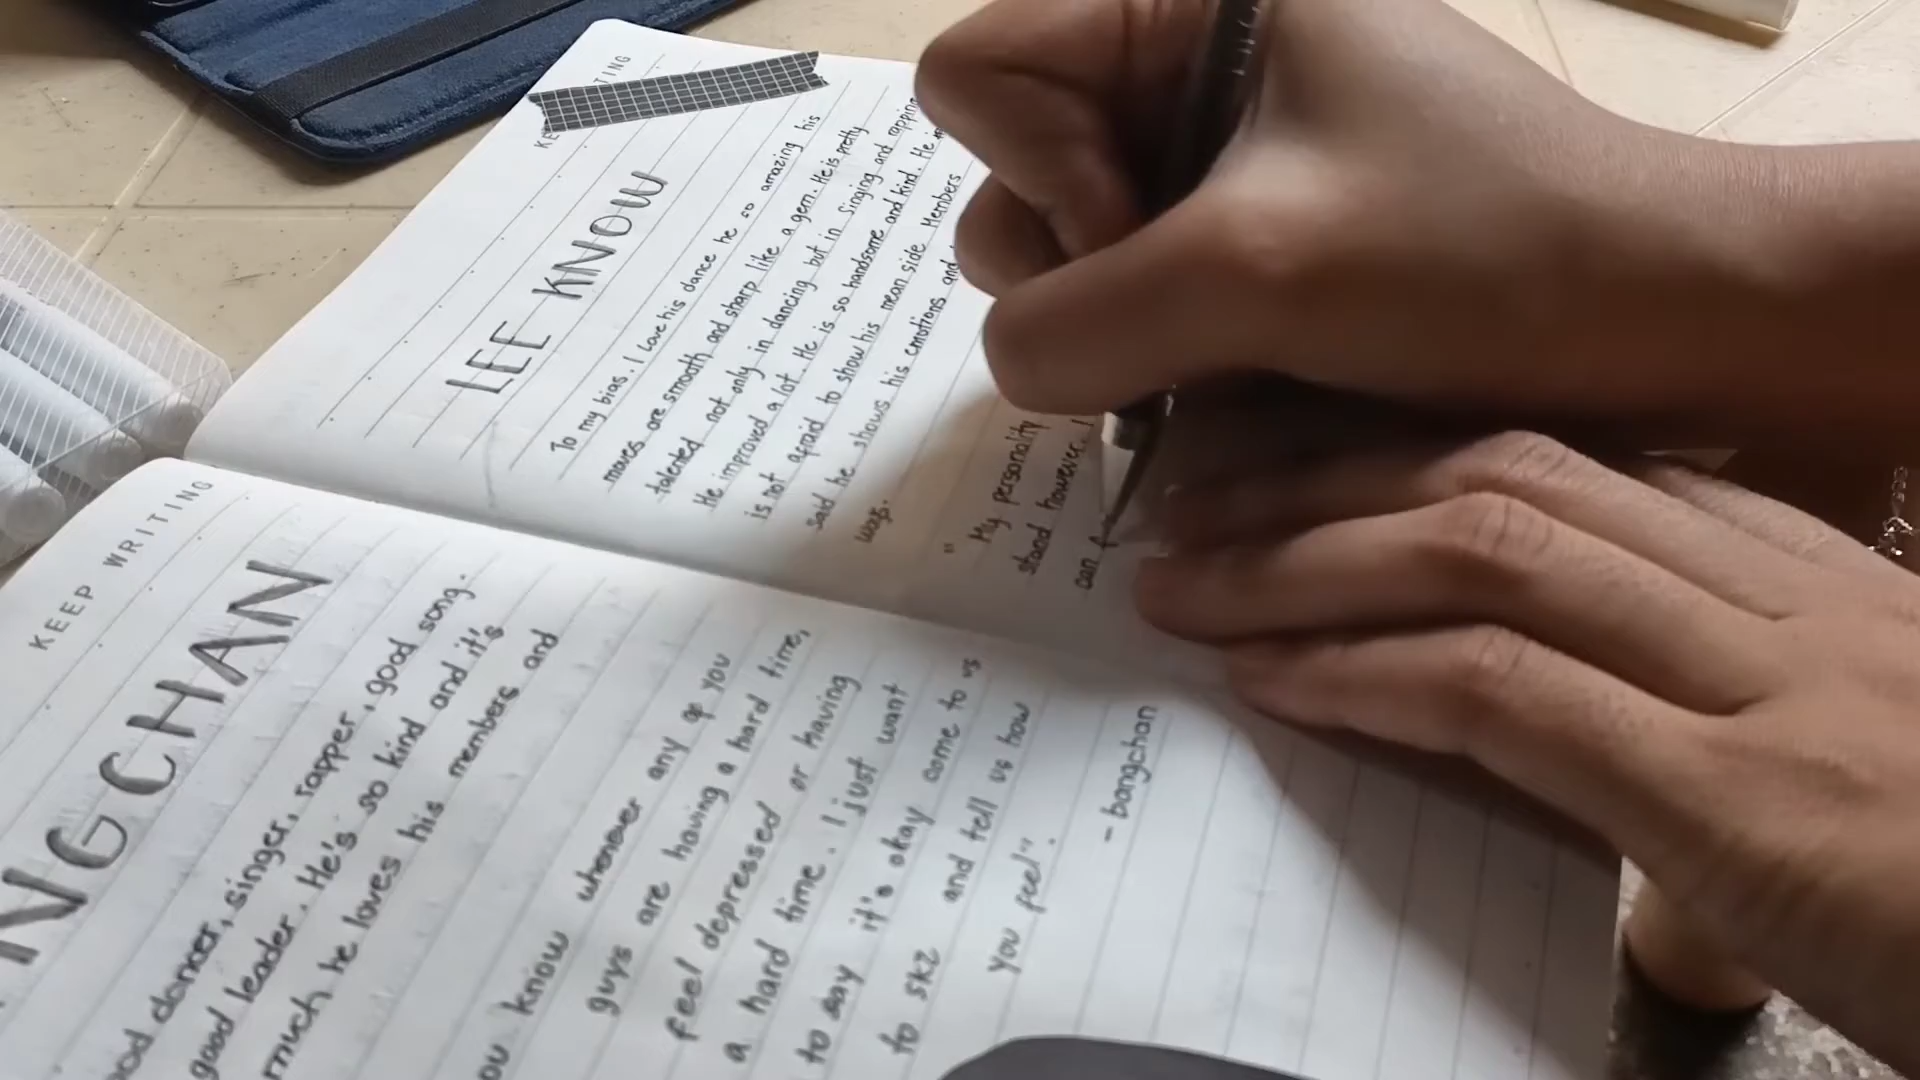 LEE KNOW
To my bias. I love his dance he so amazing his
moves are smooth and sharp like a gem. He is pretty
talented not only in dancing but in singing and rapping
He improved a lot. He is so handsome and kind. He
is not afraid to show his mean side Members
said he shows his emotions and
ways.
" My personality
stand however. I
can
KEEP WRITING
NGCHAN
good dancer, singer, rapper, good song.
good leader. He's so kind and it's
much he loves his members and
you know whenever any of you
guys are having a hard time,
feel depressed or having
a hard time. I just want
to say it's okay come to us
to skz and tell us how
you feel".
- bangchan